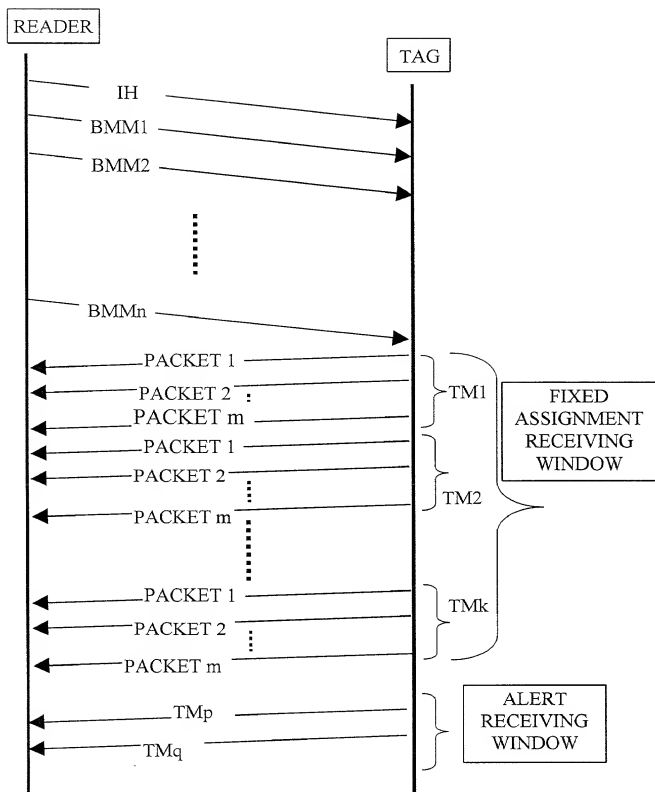 READER
TAG
IH
BMM1
BMM2
BMMn
PACKET 1
PACKET 2
TM1
PACKET m
FIXED
ASSIGNMENT
RECEIVING
WINDOW
PACKET 1
PACKET 2
TM2
PACKET m
PACKET 1
TMk
PACKET 2
PACKET m
TMp
TMq
ALERT
RECEIVING
WINDOW